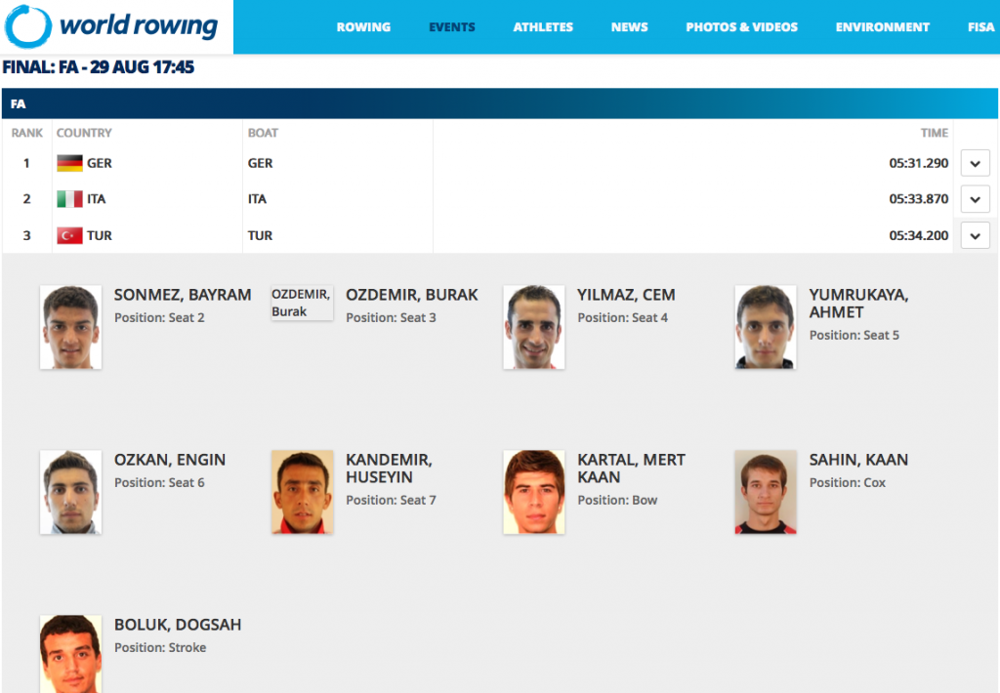 world rowing
ROWING EVENTS ATHLETES NEWS PHOTOS & VIDEOS ENVIRONMENT FISA
FINAL: FA - 29 AUG 17:45
FA
RANK COUNTRY BOAT TIME
1 GER GER 05:31.290
2 ITA ITA 05:33.870
3 TUR TUR 05:34.200
SONMEZ, BAYRAM
Position: Seat 2
OZDEMIR,
Burak
OZDEMIR, BURAK
Position: Seat 3
YILMAZ, CEM
Position: Seat 4
YUMRUKAYA,
AHMET
Position: Seat 5
OZKAN, ENGIN
Position: Seat 6
KANDEMIR,
HUSEYIN
Position: Seat 7
KARTAL, MERT
KAAN
Position: Bow
SAHIN, KAAN
Position: Cox
BOLUK, DOGSAH
Position: Stroke